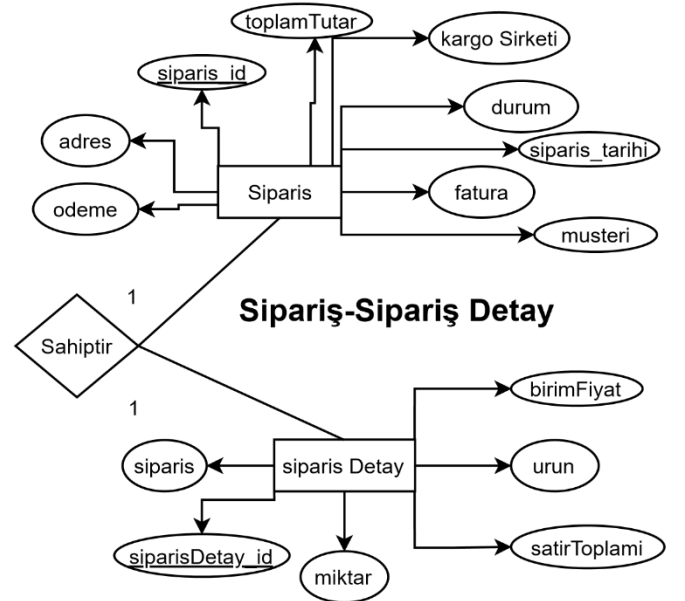 toplamTutar
kargo Sirketi
siparis_id
durum
adres
siparis_tarihi
Siparis
fatura
odeme
musteri
1
Sipariş-Sipariş Detay
Sahiptir
1
birimFiyat
siparis
siparis Detay
urun
siparisDetay_id
miktar
satirToplami